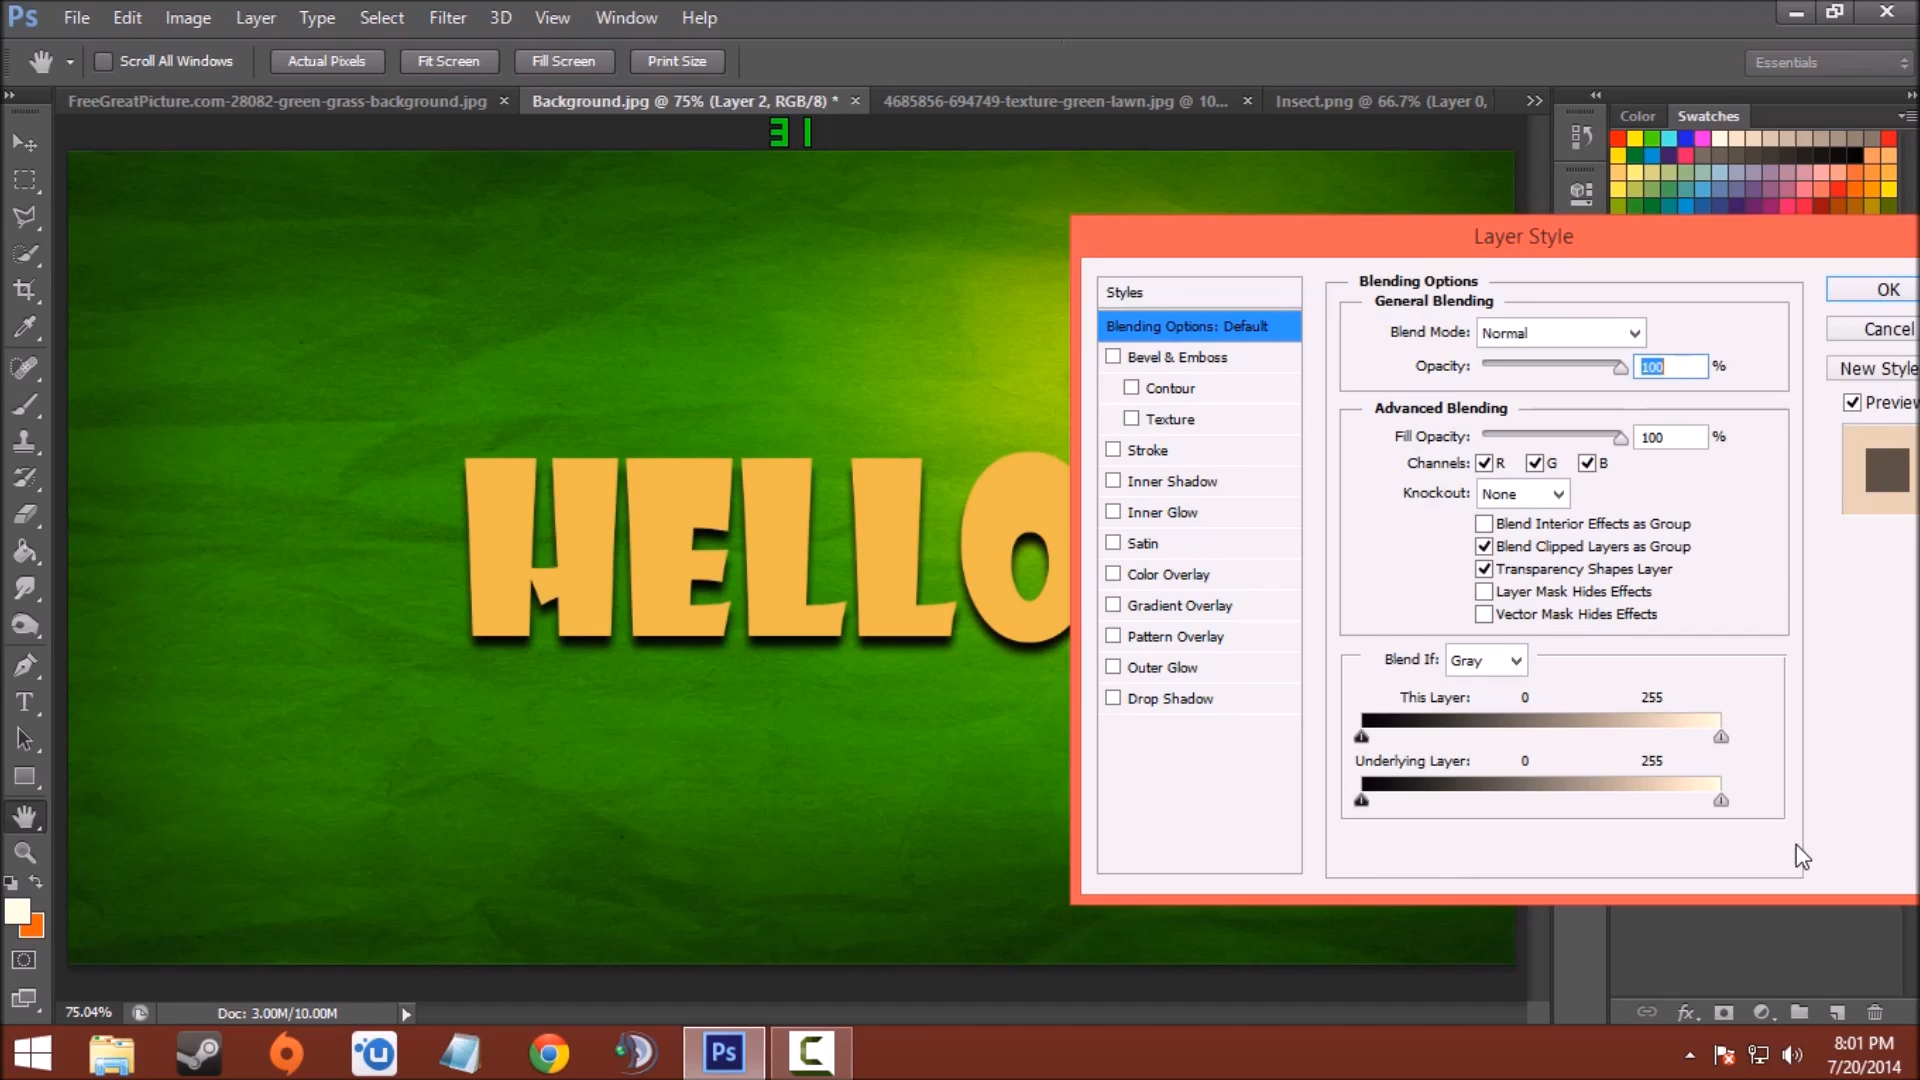 Ps File Edit Image Layer Type Select Filter 3D View Window Help
Scroll All Windows Actual Pixels Fit Screen Fill Screen Print Size Essentials
FreeGreatPicture.com-28082-green-grass-background.jpg Background.jpg @ 75% (Layer 2, RGB/8) * 4685856-694749-texture-green-lawn.jpg @ 10... Insect.png @ 66.7% (Layer 0,
Color Swatches
31
Layer Style
Styles
Blending Options: Default
Bevel & Emboss
Contour
Texture
Stroke
Inner Shadow
Inner Glow
Satin
Color Overlay
Gradient Overlay
Pattern Overlay
Outer Glow
Drop Shadow
Blending Options
General Blending
Blend Mode: Normal
Opacity: 100 %
Advanced Blending
Fill Opacity: 100 %
Channels: R G B
Knockout: None
Blend Interior Effects as Group
Blend Clipped Layers as Group
Transparency Shapes Layer
Layer Mask Hides Effects
Vector Mask Hides Effects
Blend If: Gray
This Layer: 0 255
Underlying Layer: 0 255
OK
Cancel
New Style
Preview
HELLO
T
75.04% Doc: 3.00M/10.00M
fx
Ps
8:01 PM
7/20/2014